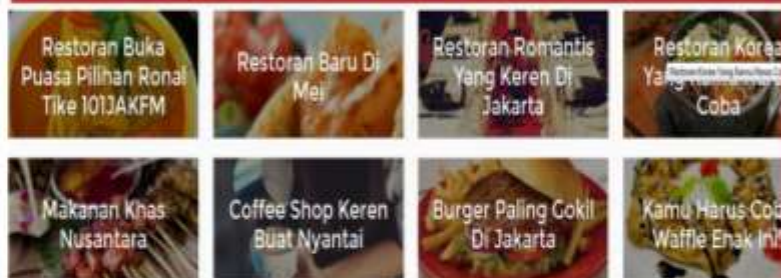 Restoran Buka
Puasa Pilihan Ronal
Tike 101JAKFM
Restoran Baru Di
Mei
Restoran Romantis
Yang Keren Di
Jakarta
Restoran Korea
Coba
Makanan Khas
Nusantara
Coffee Shop Keren
Buat Nyantai
Burger Paling Gokil
Di Jakarta
Kamu Harus Coba
Waffle Enak Ini